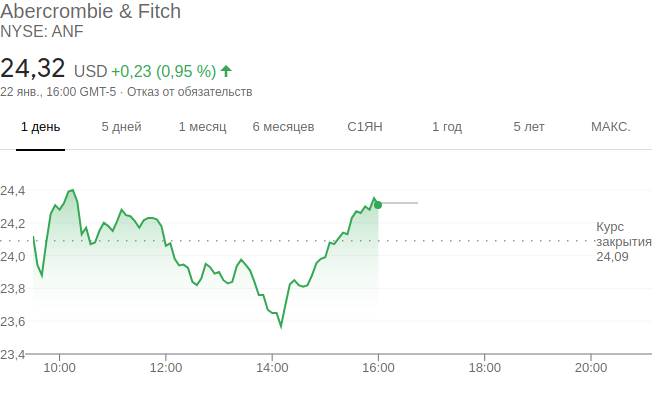 Abercrombie & Fitch
NYSE: ANF
24,32 USD +0,23 (0,95 %)
22 янв., 16:00 GMT-5 · Отказ от обязательств
1 день 5 дней 1 месяц 6 месяцев С1ЯН 1 год 5 лет МАКС.
24,4
24,2
Курс
закрытия
24,09
24,0
23,8
23,6
23,4
10:00 12:00 14:00 16:00 18:00 20:00